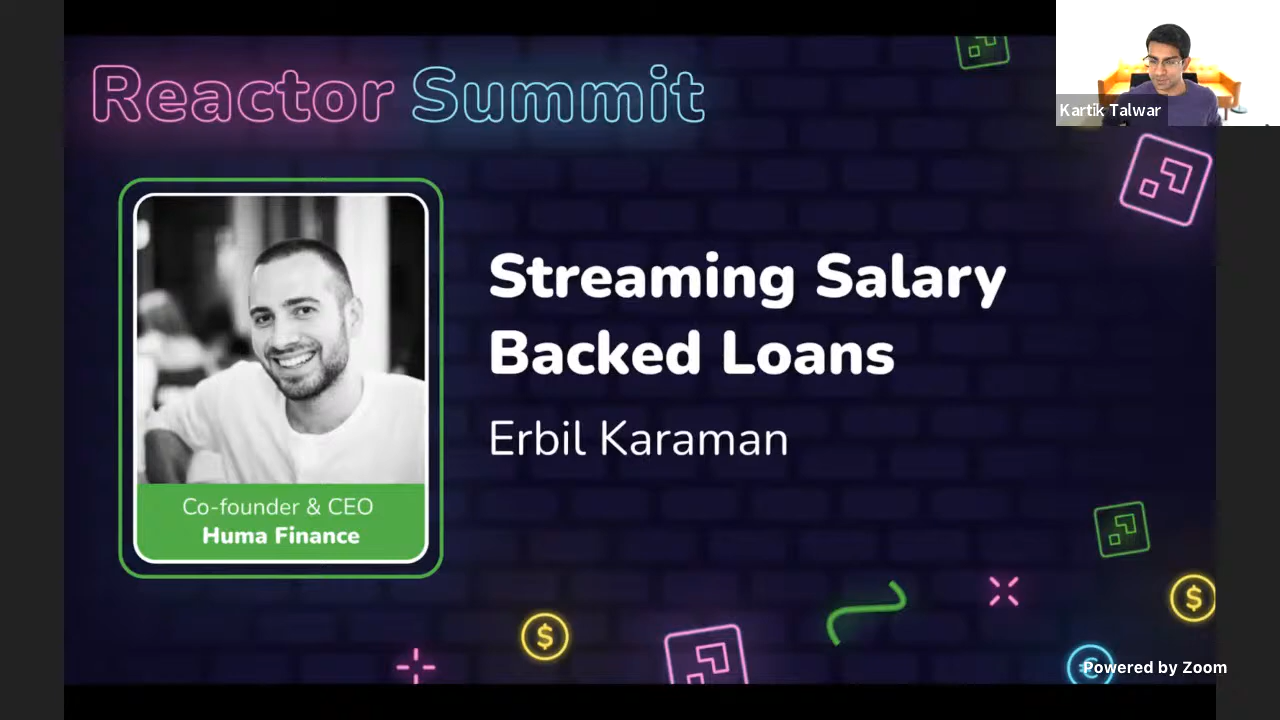 Reactor Summit
Kartik Talwar
Streaming Salary
Backed Loans
Erbil Karaman
Co-founder & CEO
Huma Finance
$
$
Powered by Zoom